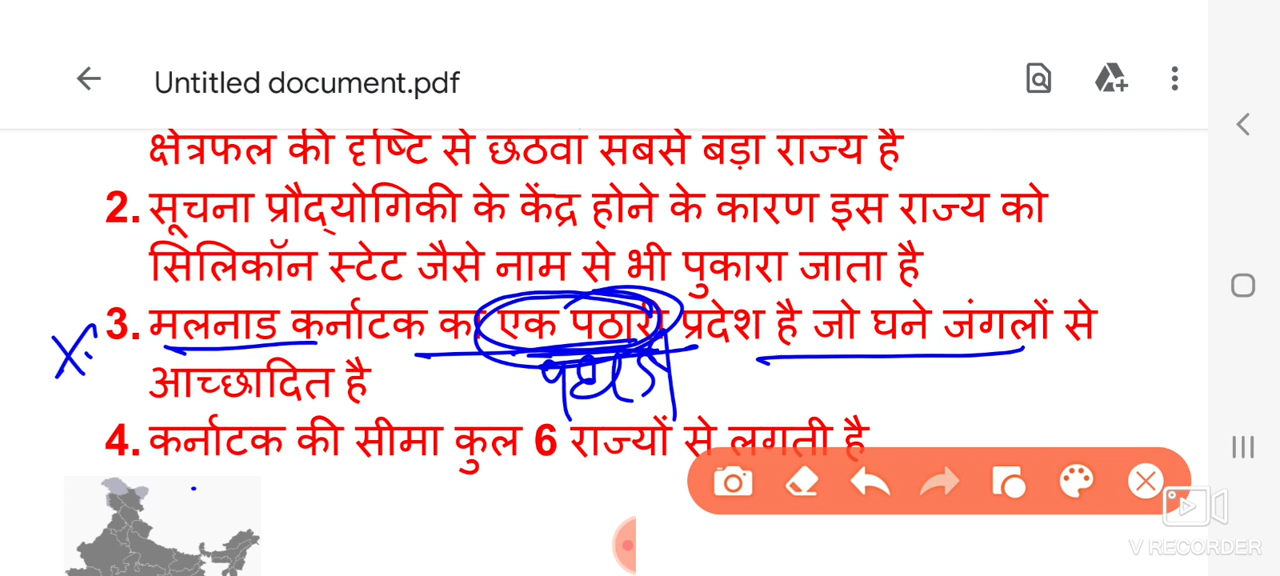 Untitled document.pdf
क्षेत्रफल की दृष्टि से छठवा सबसे बड़ा राज्य है
2. सूचना प्रौद्योगिकी के केंद्र होने के कारण इस राज्य को
सिलिकॉन स्टेट जैसे नाम से भी पुकारा जाता है
3. मलनाड कर्नाटक का एक पठारी प्रदेश है जो घने जंगलों से
पहाड़ी
आच्छादित है
4. कर्नाटक की सीमा कुल 6 राज्यों से लगती है
V RECORDER